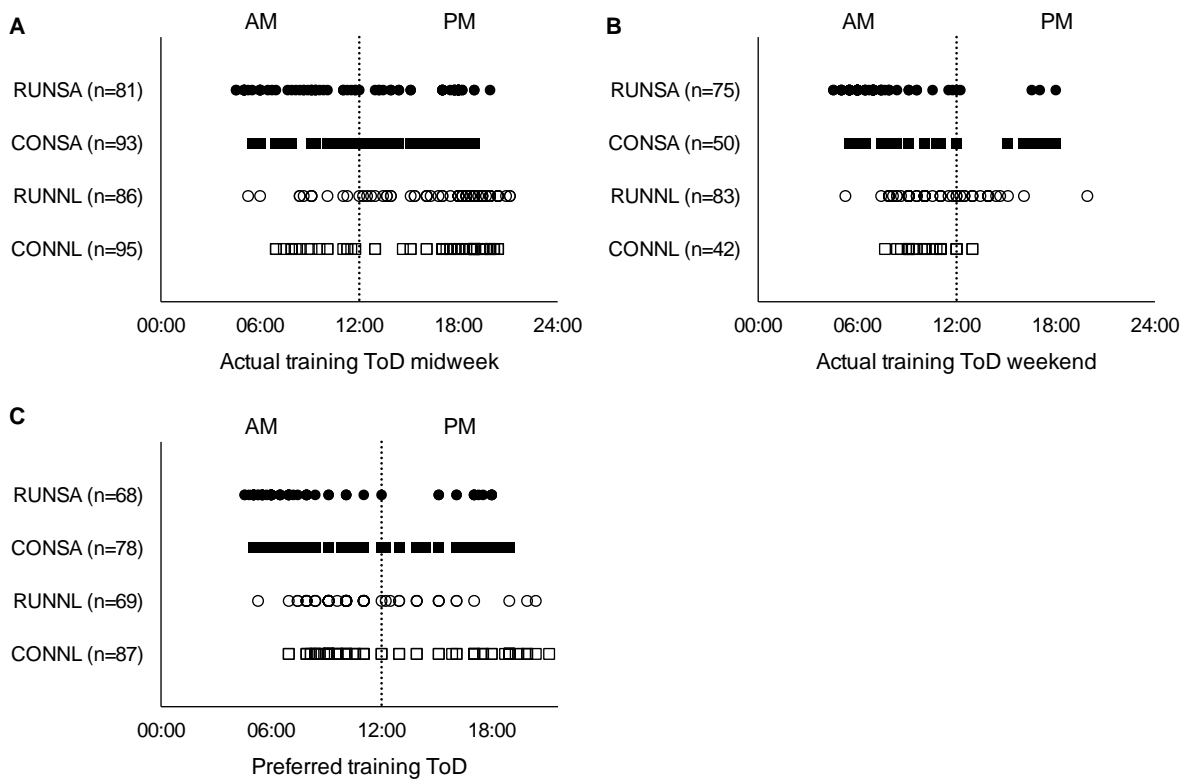 A
AM PM
RUNSA (n=81)
CONSA (n=93)
RUNNL (n=86)
CONNL (n=95)
00:00 06:00 12:00 18:00 24:00
Actual training ToD midweek
B
AM PM
RUNSA (n=75)
CONSA (n=50)
RUNNL (n=83)
CONNL (n=42)
00:00 06:00 12:00 18:00 24:00
Actual training ToD weekend
C
AM PM
RUNSA (n=68)
CONSA (n=78)
RUNNL (n=69)
CONNL (n=87)
00:00 06:00 12:00 18:00
Preferred training ToD